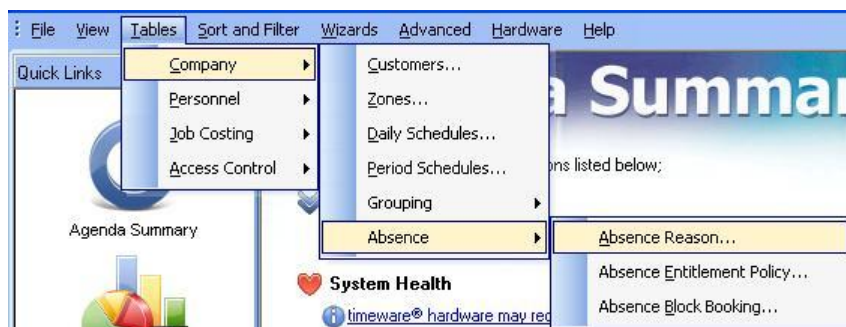 File View Tables Sort and Filter Wizards Advanced Hardware Help
Quick Links
Company
Personnel
Job Costing
Access Control
Customers...
Zones...
Daily Schedules...
Period Schedules...
Grouping
Absence
Absence Reason...
Absence Entitlement Policy...
Absence Block Booking...
Summar
ons listed below;
Agenda Summary
System Health
timeware® hardware may req